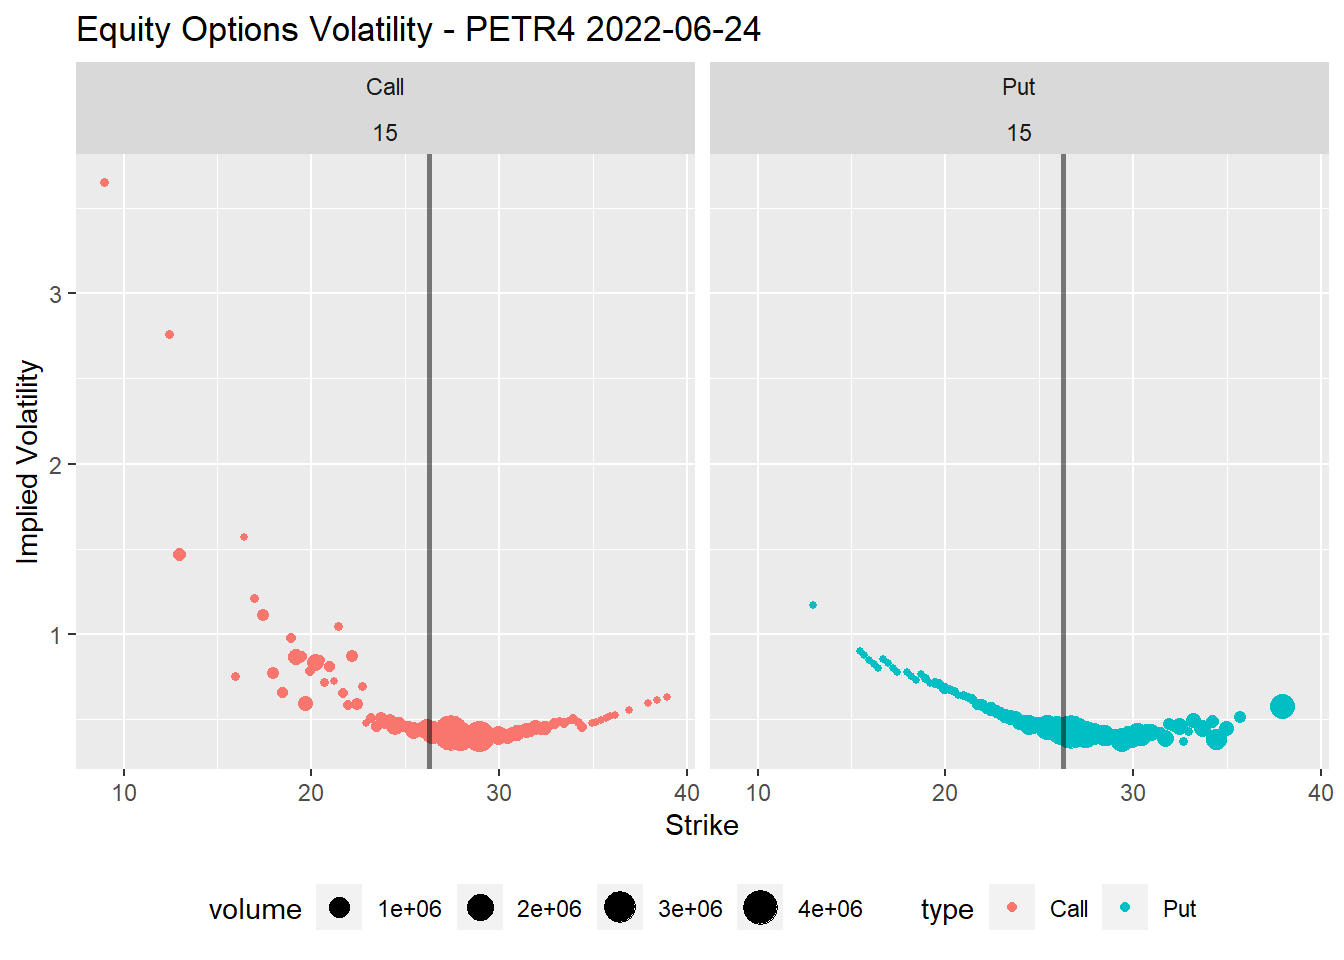 Equity Options Volatility - PETR4 2022-06-24
Call
Put
15
15
3
2
1
Implied Volatility
10
20
30
40
10
20
30
40
Strike
volume
1e+06
2e+06
3e+06
4e+06
type
Call
Put